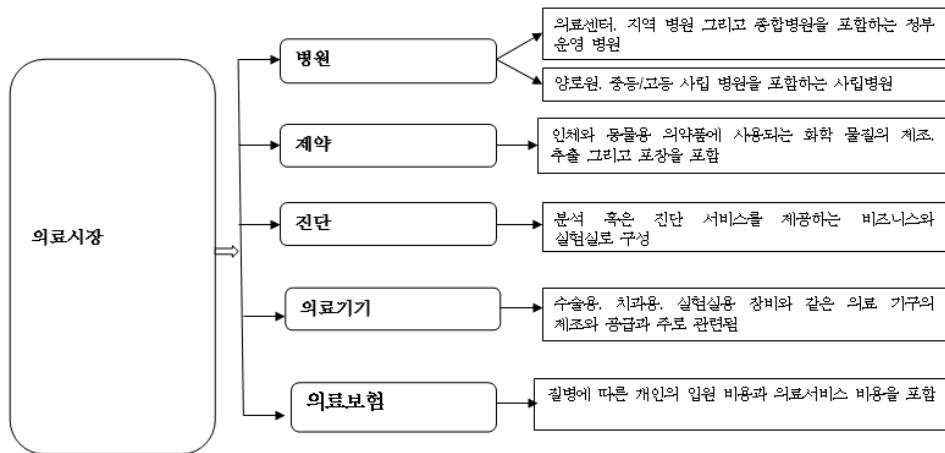 의료시장
병원
의료센터, 지역 병원 그리고 종합병원을 포함하는 정부
운영 병원
양로원, 중등/고등 사립 병원을 포함하는 사립병원
제약
인체와 동물용 의약품에 사용되는 화학 물질의 제조,
추출 그리고 포장을 포함
진단
분석 혹은 진단 서비스를 제공하는 비즈니스와
실험실로 구성
의료기기
수술용, 치과용, 실험실용 장비와 같은 의료 기구의
제조와 공급과 주로 관련됨
의료보험
질병에 따른 개인의 입원 비용과 의료서비스 비용을 포함